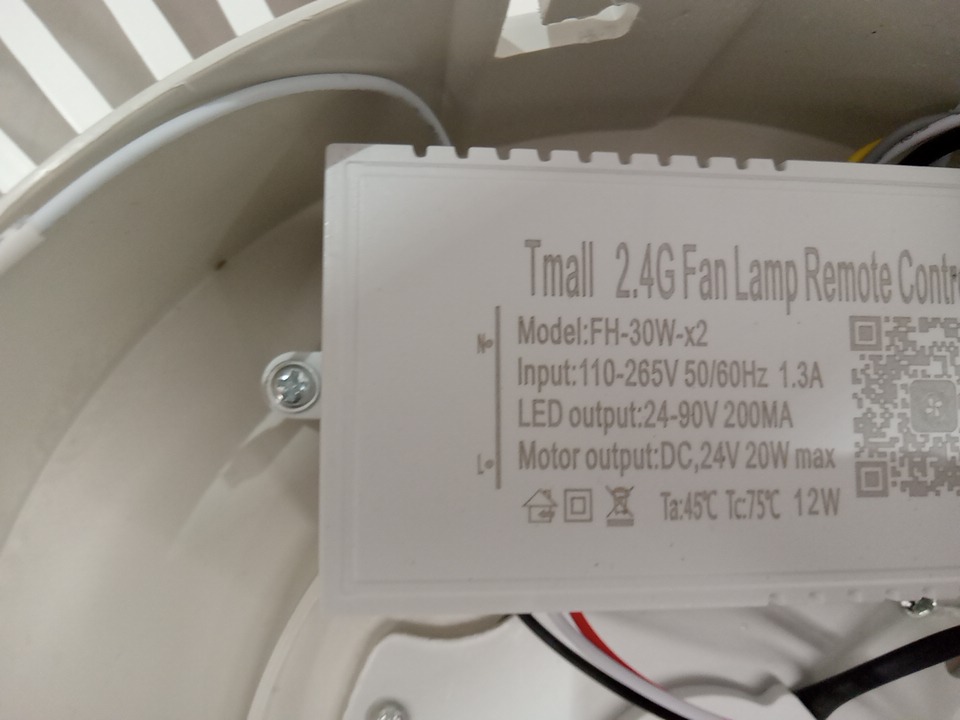 Tmall 2.4G Fan Lamp Remote Contr
N
Model:FH-30W-x2
Input:110-265V 50/60Hz 1.3A
LED output:24-90V 200MA
Motor output:DC,24V 20W max
L
Ta:45℃ Tc:75℃ 12W